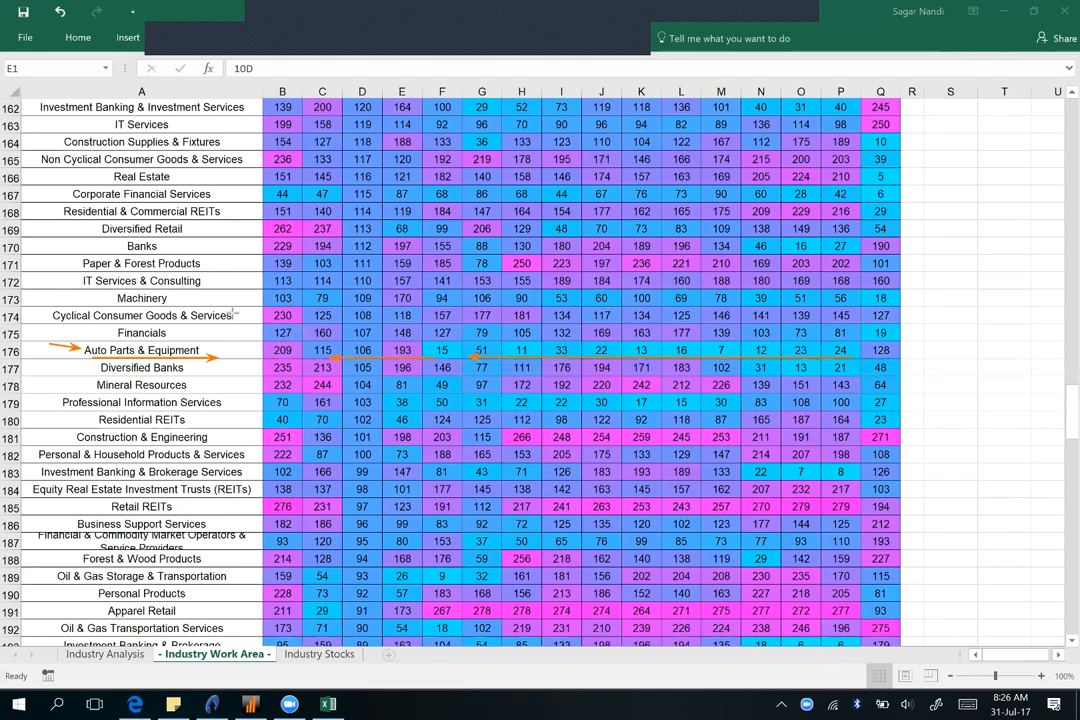 Sagar Nandi
File Home Insert Tell me what you want to do Share
E1 fx 10D
A B C D E F G H I J K L M N O P Q R S T U
162 Investment Banking & Investment Services 139 200 120 164 100 29 52 73 119 118 136 101 40 31 40 245
163 IT Services 199 158 119 114 92 96 70 90 96 94 82 89 136 114 98 250
164 Construction Supplies & Fixtures 154 127 118 188 133 36 133 123 110 104 122 167 112 175 189 10
165 Non Cyclical Consumer Goods & Services 236 133 117 120 192 219 178 195 171 146 166 174 215 200 203 39
166 Real Estate 151 145 116 121 182 140 158 146 174 157 163 169 205 224 210 5
167 Corporate Financial Services 44 47 115 87 68 86 68 44 67 76 73 90 60 28 42 6
168 Residential & Commercial REITs 151 140 114 119 184 147 164 154 177 162 165 175 209 229 216 29
169 Diversified Retail 262 237 113 68 99 206 129 48 70 73 83 109 138 149 136 54
170 Banks 229 194 112 197 155 88 130 180 204 189 196 134 46 16 27 190
171 Paper & Forest Products 139 103 111 159 185 78 250 223 197 236 221 210 169 203 202 101
172 IT Services & Consulting 113 114 110 157 141 153 155 189 184 174 160 188 180 169 168 160
173 Machinery 103 79 109 170 94 106 90 53 60 100 69 78 39 51 56 18
174 Cyclical Consumer Goods & Services 230 125 108 118 157 177 181 134 117 134 125 146 141 139 145 127
175 Financials 127 160 107 148 127 79 105 132 169 163 177 139 103 73 81 19
176 Auto Parts & Equipment 209 115 106 193 15 51 11 33 22 13 16 7 12 23 24 128
177 Diversified Banks 235 213 105 196 146 77 111 176 194 171 183 102 31 13 21 48
178 Mineral Resources 232 244 104 81 49 97 172 192 220 242 212 226 139 151 143 64
179 Professional Information Services 70 161 103 38 50 31 22 22 30 17 15 30 83 108 100 27
180 Residential REITs 40 70 102 46 124 125 112 98 122 92 118 87 165 187 164 23
181 Construction & Engineering 251 136 101 198 203 115 266 248 254 259 245 253 211 191 187 271
182 Personal & Household Products & Services 222 87 100 73 188 165 153 205 175 133 129 147 214 207 198 108
183 Investment Banking & Brokerage Services 102 166 99 147 81 43 71 126 183 193 189 133 22 7 8 126
184 Equity Real Estate Investment Trusts (REITs) 138 137 98 101 177 145 138 142 163 145 157 162 207 232 217 103
185 Retail REITs 276 231 97 123 191 112 217 241 263 253 243 257 270 279 279 194
186 Business Support Services 182 186 96 99 83 92 72 125 135 120 102 123 177 144 125 212
187 Financial & Commodity Market Operators &
Service Providers 93 120 95 80 153 37 50 65 76 99 85 73 77 93 110 193
188 Forest & Wood Products 214 128 94 168 176 59 256 218 162 140 138 119 29 142 159 227
189 Oil & Gas Storage & Transportation 159 54 93 26 9 32 161 181 156 202 204 208 230 235 170 115
190 Personal Products 228 73 92 57 183 168 156 213 186 152 140 163 227 218 205 81
191 Apparel Retail 211 29 91 173 267 278 278 274 274 264 271 275 277 272 277 93
192 Oil & Gas Transportation Services 173 71 90 54 18 102 219 231 210 239 226 224 238 246 196 275
Industry Analysis - Industry Work Area - Industry Stocks
Ready 100%
8:26 AM
31-Jul-17